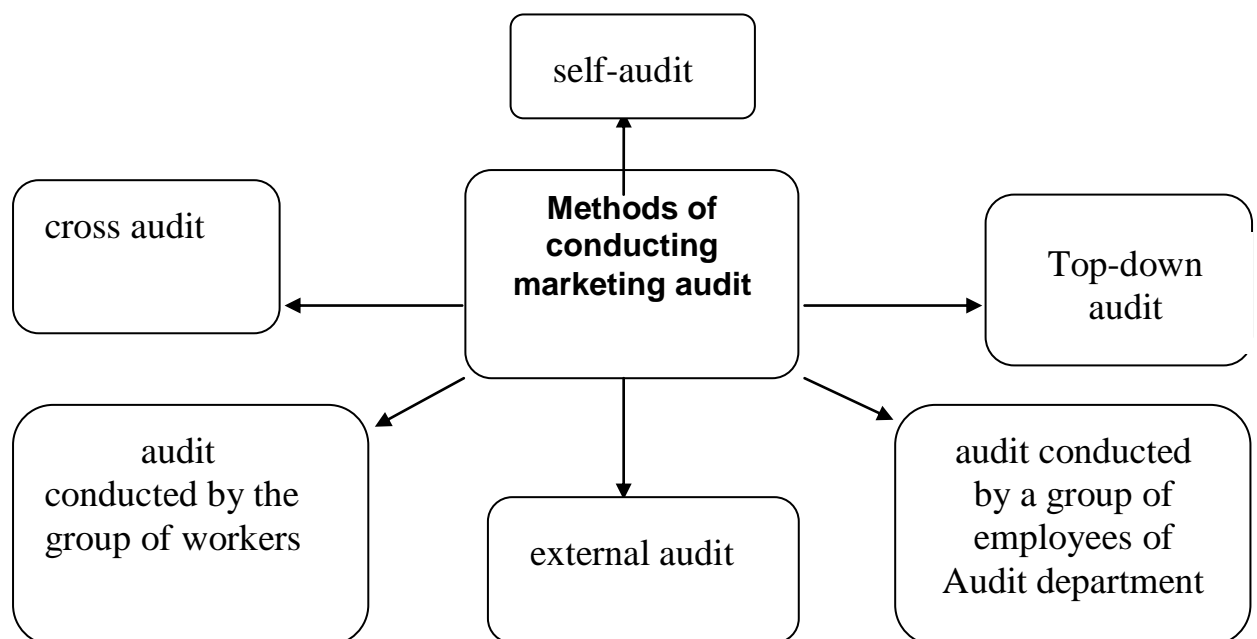 self-audit
cross audit
Methods of
conducting
marketing audit
Top-down
audit
audit
conducted by the
group of workers
external audit
audit conducted
by a group of
employees of
Audit department